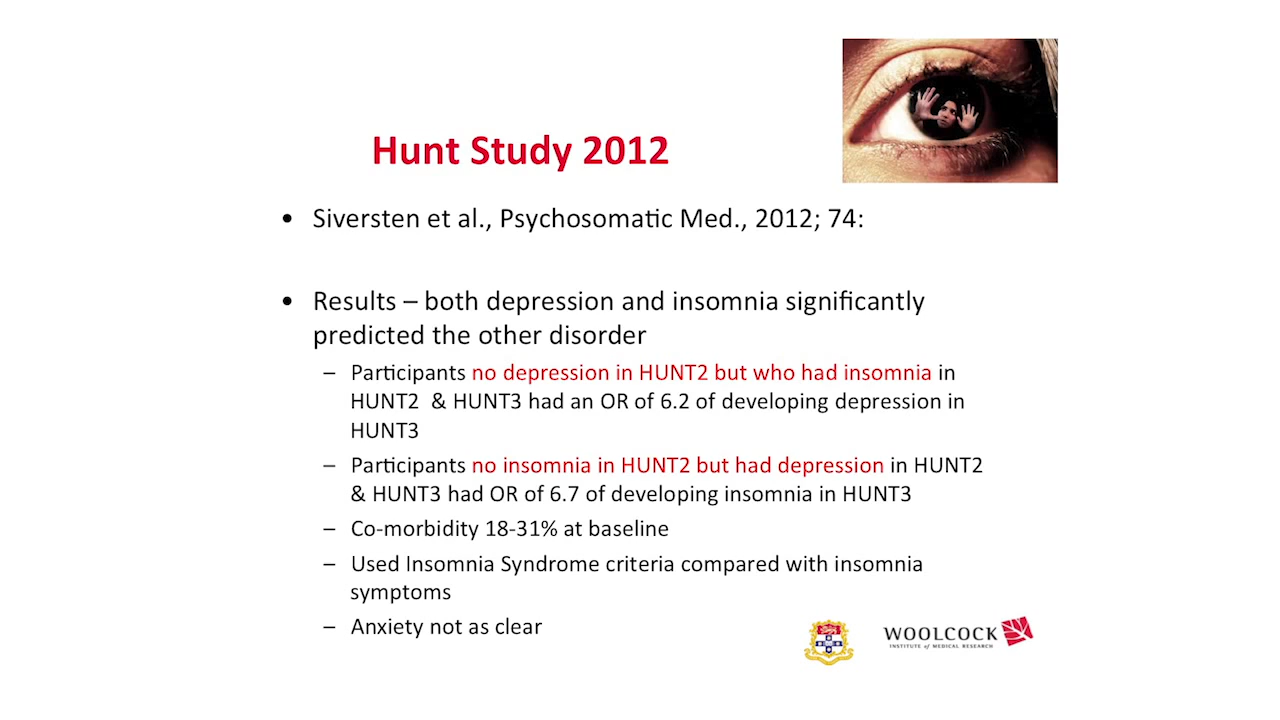 Hunt Study 2012
• Siversten et al., Psychosomatic Med., 2012; 74:
• Results – both depression and insomnia significantly
predicted the other disorder
– Participants no depression in HUNT2 but who had insomnia in
HUNT2 & HUNT3 had an OR of 6.2 of developing depression in
HUNT3
– Participants no insomnia in HUNT2 but had depression in HUNT2
& HUNT3 had OR of 6.7 of developing insomnia in HUNT3
– Co-morbidity 18-31% at baseline
– Used Insomnia Syndrome criteria compared with insomnia
symptoms
– Anxiety not as clear
WOOLCOCK
INSTITUTE of MEDICAL RESEARCH